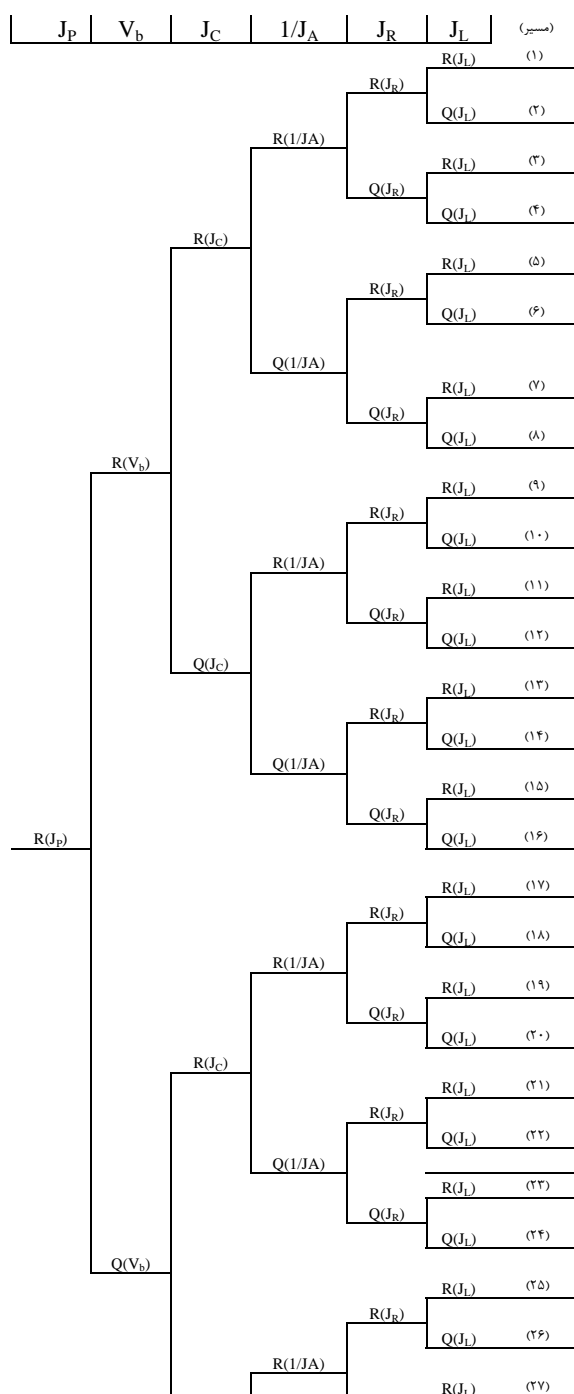 J_P V_b J_C 1/J_A J_R J_L (مسیر)
R(J_L) (۱)
R(J_R)
Q(J_L) (۲)
R(1/JA)
R(J_L) (۳)
Q(J_R)
Q(J_L) (۴)
R(J_C)
R(J_L) (۵)
R(J_R)
Q(J_L) (۶)
Q(1/JA)
R(J_L) (۷)
Q(J_R)
Q(J_L) (۸)
R(V_b)
R(J_L) (۹)
R(J_R)
Q(J_L) (۱۰)
R(1/JA)
R(J_L) (۱۱)
Q(J_R)
Q(J_L) (۱۲)
Q(J_C)
R(J_L) (۱۳)
R(J_R)
Q(J_L) (۱۴)
Q(1/JA)
R(J_L) (۱۵)
Q(J_R)
Q(J_L) (۱۶)
R(J_P)
R(J_L) (۱۷)
R(J_R)
Q(J_L) (۱۸)
R(1/JA)
R(J_L) (۱۹)
Q(J_R)
Q(J_L) (۲۰)
R(J_C)
R(J_L) (۲۱)
R(J_R)
Q(J_L) (۲۲)
Q(1/JA)
R(J_L) (۲۳)
Q(J_R)
Q(J_L) (۲۴)
Q(V_b)
R(J_L) (۲۵)
R(J_R)
Q(J_L) (۲۶)
R(1/JA)
R(J_L) (۲۷)